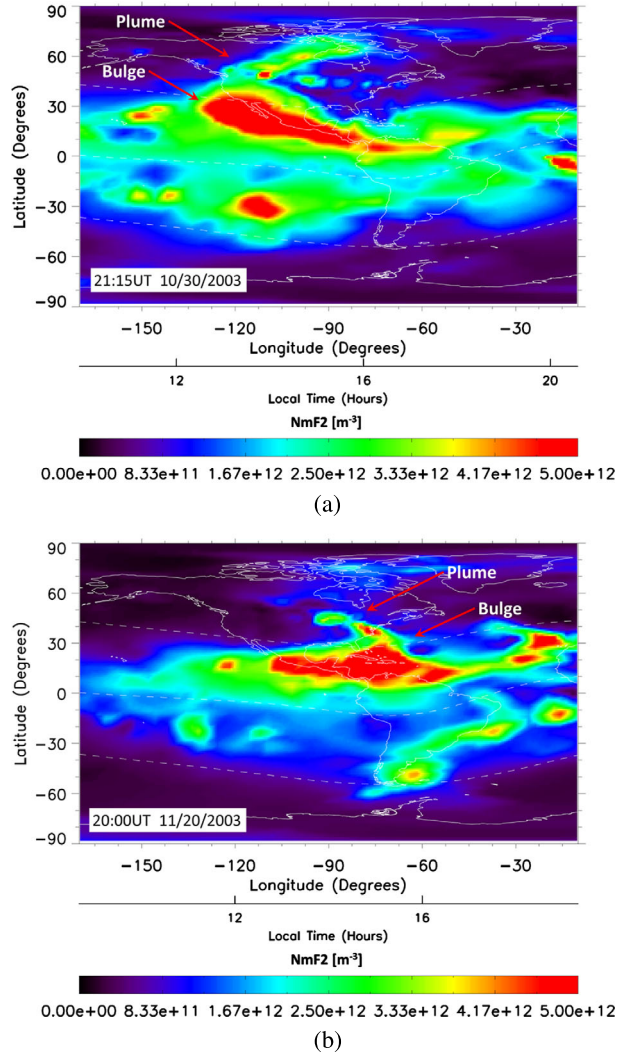 90
60
30
0
−30
−60
−90
Latitude (Degrees)
Plume
Bulge
21:15UT 10/30/2003
−150 −120 −90 −60 −30
Longitude (Degrees)
12 16 20
Local Time (Hours)
NmF2 [m⁻³]
0.00e+00 8.33e+11 1.67e+12 2.50e+12 3.33e+12 4.17e+12 5.00e+12
(a)
90
60
30
0
−30
−60
−90
Latitude (Degrees)
Plume
Bulge
20:00UT 11/20/2003
−150 −120 −90 −60 −30
Longitude (Degrees)
12 16
Local Time (Hours)
NmF2 [m⁻³]
0.00e+00 8.33e+11 1.67e+12 2.50e+12 3.33e+12 4.17e+12 5.00e+12
(b)